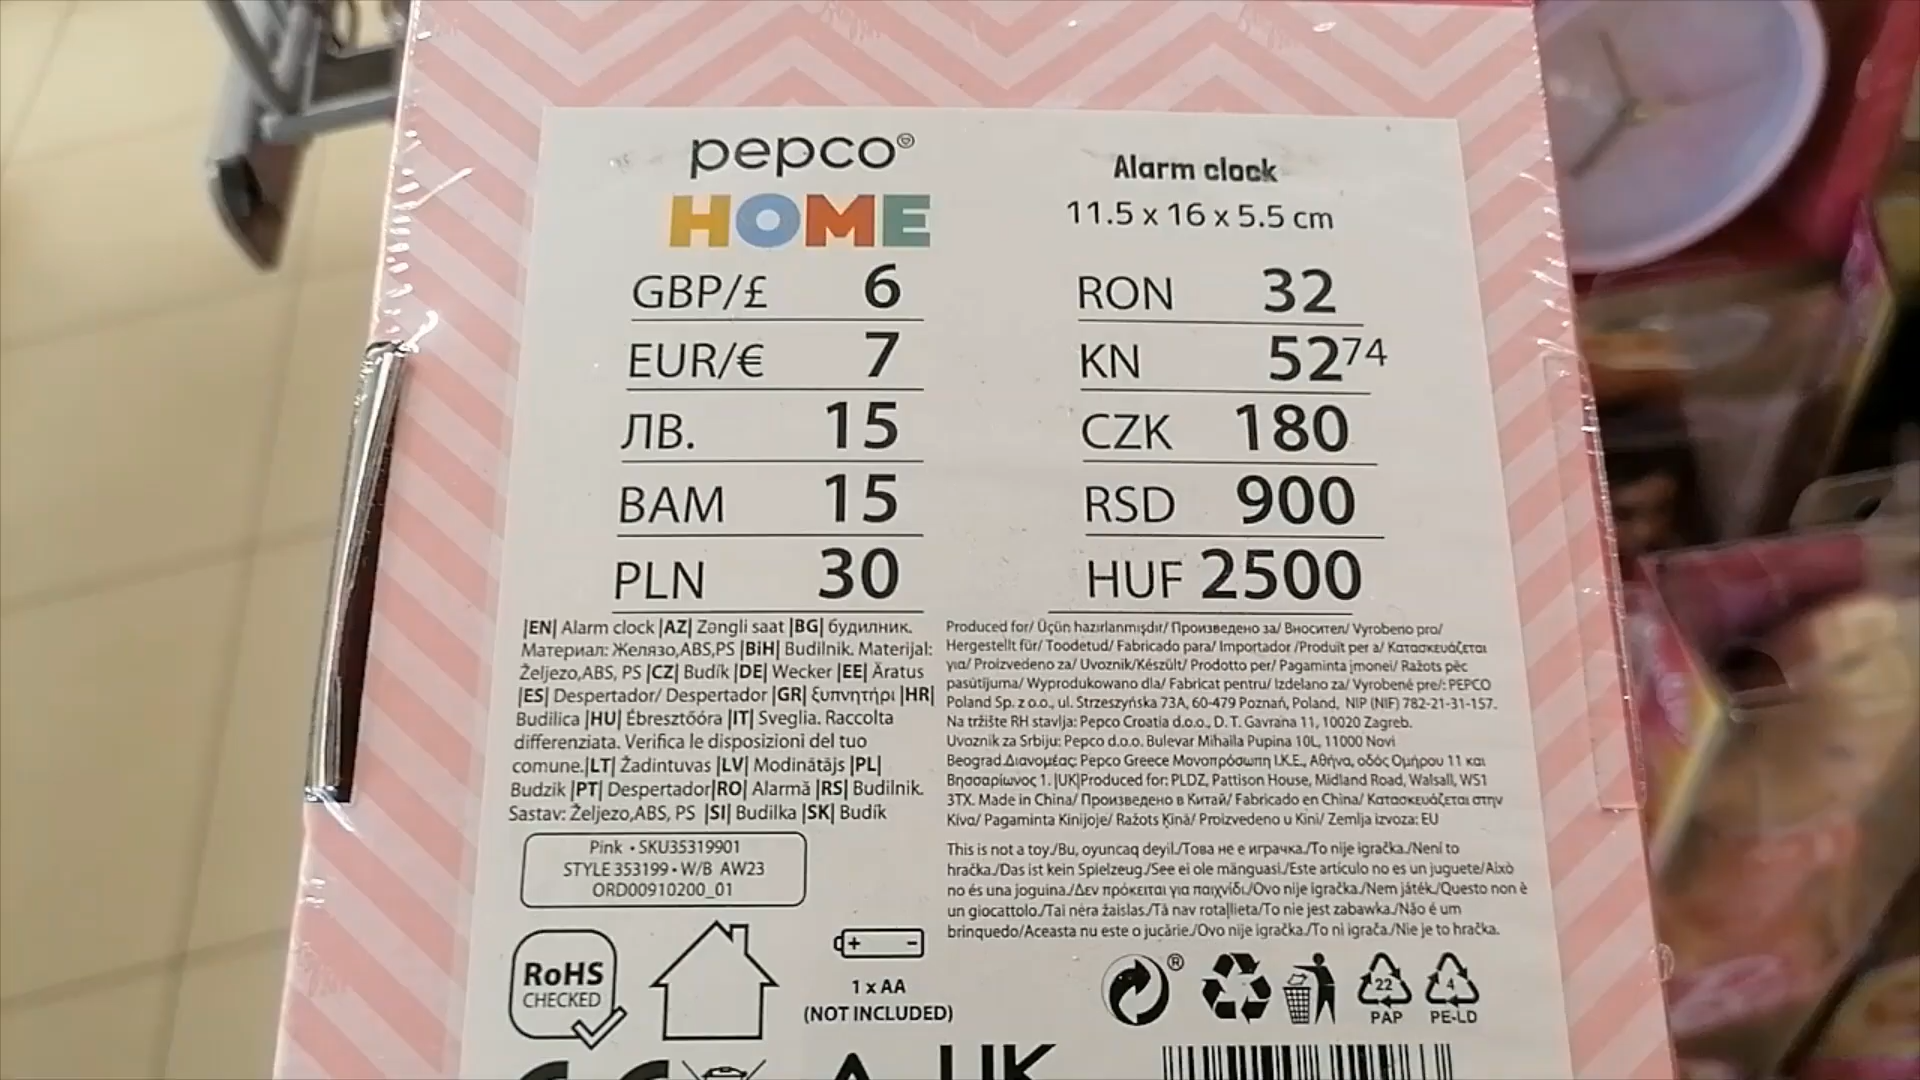 pepco®
HOME
Alarm clock
11.5 x 16 x 5.5 cm
GBP/£ 6
EUR/€ 7
ЛВ. 15
BAM 15
PLN 30
RON 32
KN 52⁷⁴
CZK 180
RSD 900
HUF 2500
|EN| Alarm clock |AZ| Zəngli saat |BG| будилник.
Материал: Желязо,ABS,PS |BiH| Budilnik. Materijal:
Željezo,ABS, PS |CZ| Budík |DE| Wecker |EE| Äratus
|ES| Despertador/ Despertador |GR| ξυπνητήρι |HR|
Budilica |HU| Ébresztőóra |IT| Sveglia. Raccolta
differenziata. Verifica le disposizioni del tuo
comune.|LT| Žadintuvas |LV| Modinātājs |PL|
Budzik |PT| Despertador|RO| Alarmă |RS| Budilnik.
Sastav: Željezo,ABS, PS |SI| Budilka |SK| Budík
Produced for/ Üçün hazırlanmışdır/ Произведено за/ Вносител/ Vyrobeno pro/
Hergestellt für/ Toodetud/ Fabricado para/ Importador /Produït per a/ Κατασκευάζεται
για/ Proizvedeno za/ Uvoznik/Készült/ Prodotto per/ Pagaminta įmonei/ Ražots pēc
pasūtījuma/ Wyprodukowano dla/ Fabricat pentru/ Izdelano za/ Vyrobené pre/: PEPCO
Poland Sp. z o.o., ul. Strzeszyńska 73A, 60-479 Poznań, Poland, NIP (NIF) 782-21-31-157.
Na tržište RH stavlja: Pepco Croatia d.o.o., D. T. Gavrana 11, 10020 Zagreb.
Uvoznik za Srbiju: Pepco d.o.o. Bulevar Mihaila Pupina 10L, 11000 Novi
Beograd.Διανομέας: Pepco Greece Μονοπρόσωπη Ι.Κ.Ε., Αθήνα, οδός Ομήρου 11 και
Βησσαρίωνος 1. |UK|Produced for: PLDZ, Pattison House, Midland Road, Walsall, WS1
3TX. Made in China/ Произведено в Китай/ Fabricado en China/ Κατασκευάζεται στην
Κίνα/ Pagaminta Kinijoje/ Ražots Ķīnā/ Proizvedeno u Kini/ Zemlja izvoza: EU
This is not a toy./Bu, oyuncaq deyil./Това не е играчка./To nije igračka./Není to
hračka./Das ist kein Spielzeug./See ei ole mänguasi./Este artículo no es un juguete/Això
no és una joguina./Δεν πρόκειται για παιχνίδι./Ovo nije igračka./Nem játék./Questo non è
un giocattolo./Tai nėra žaislas./Tā nav rotaļlieta/To nie jest zabawka./Não é um
brinquedo/Aceasta nu este o jucărie./Ovo nije igračka./To ni igrača./Nie je to hračka.
Pink • SKU35319901
STYLE 353199 • W/B AW23
ORD00910200_01
RoHS
CHECKED
+ -
1 x AA
(NOT INCLUDED)
®
22
PAP
4
PE-LD
CE
UK